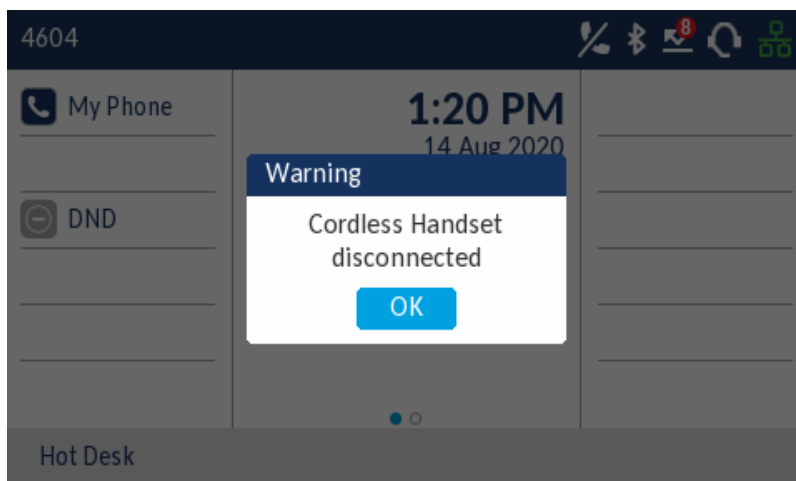 4604
8
My Phone
1:20 PM
14 Aug 2020
Warning
DND
Cordless Handset
disconnected
OK
Hot Desk